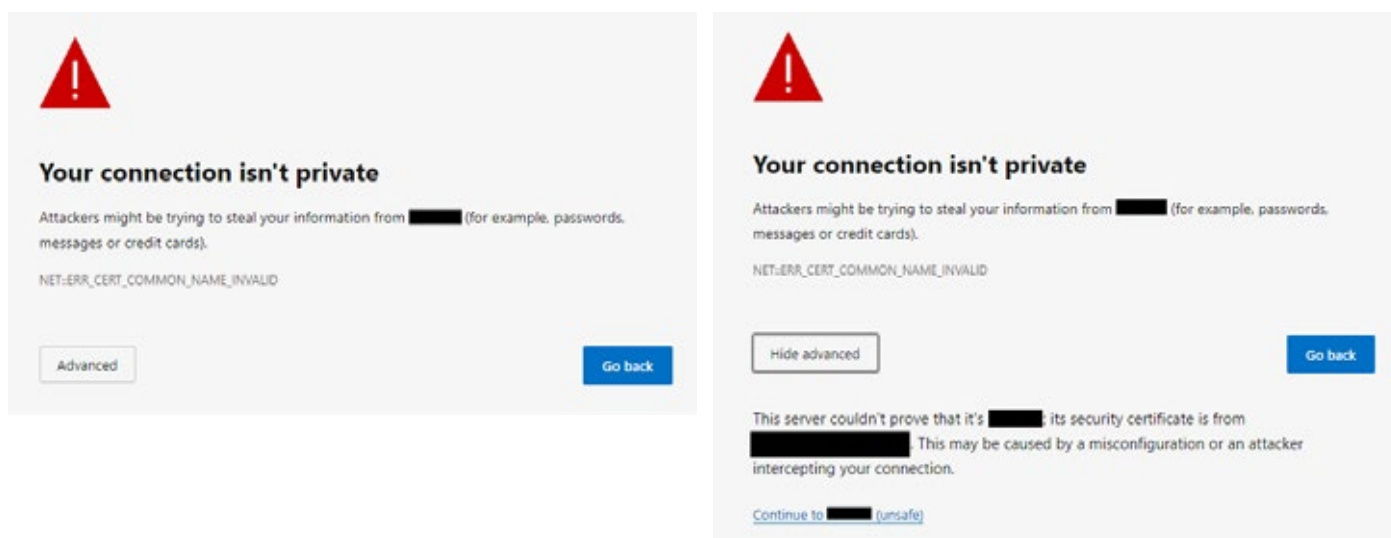 Your connection isn't private
Attackers might be trying to steal your information from (for example, passwords,
messages or credit cards).
NET::ERR_CERT_COMMON_NAME_INVALID
Advanced
Go back
Your connection isn't private
Attackers might be trying to steal your information from (for example, passwords,
messages or credit cards).
NET::ERR_CERT_COMMON_NAME_INVALID
Hide advanced
Go back
This server couldn't prove that it's ; its security certificate is from
. This may be caused by a misconfiguration or an attacker
intercepting your connection.
Continue to (unsafe)